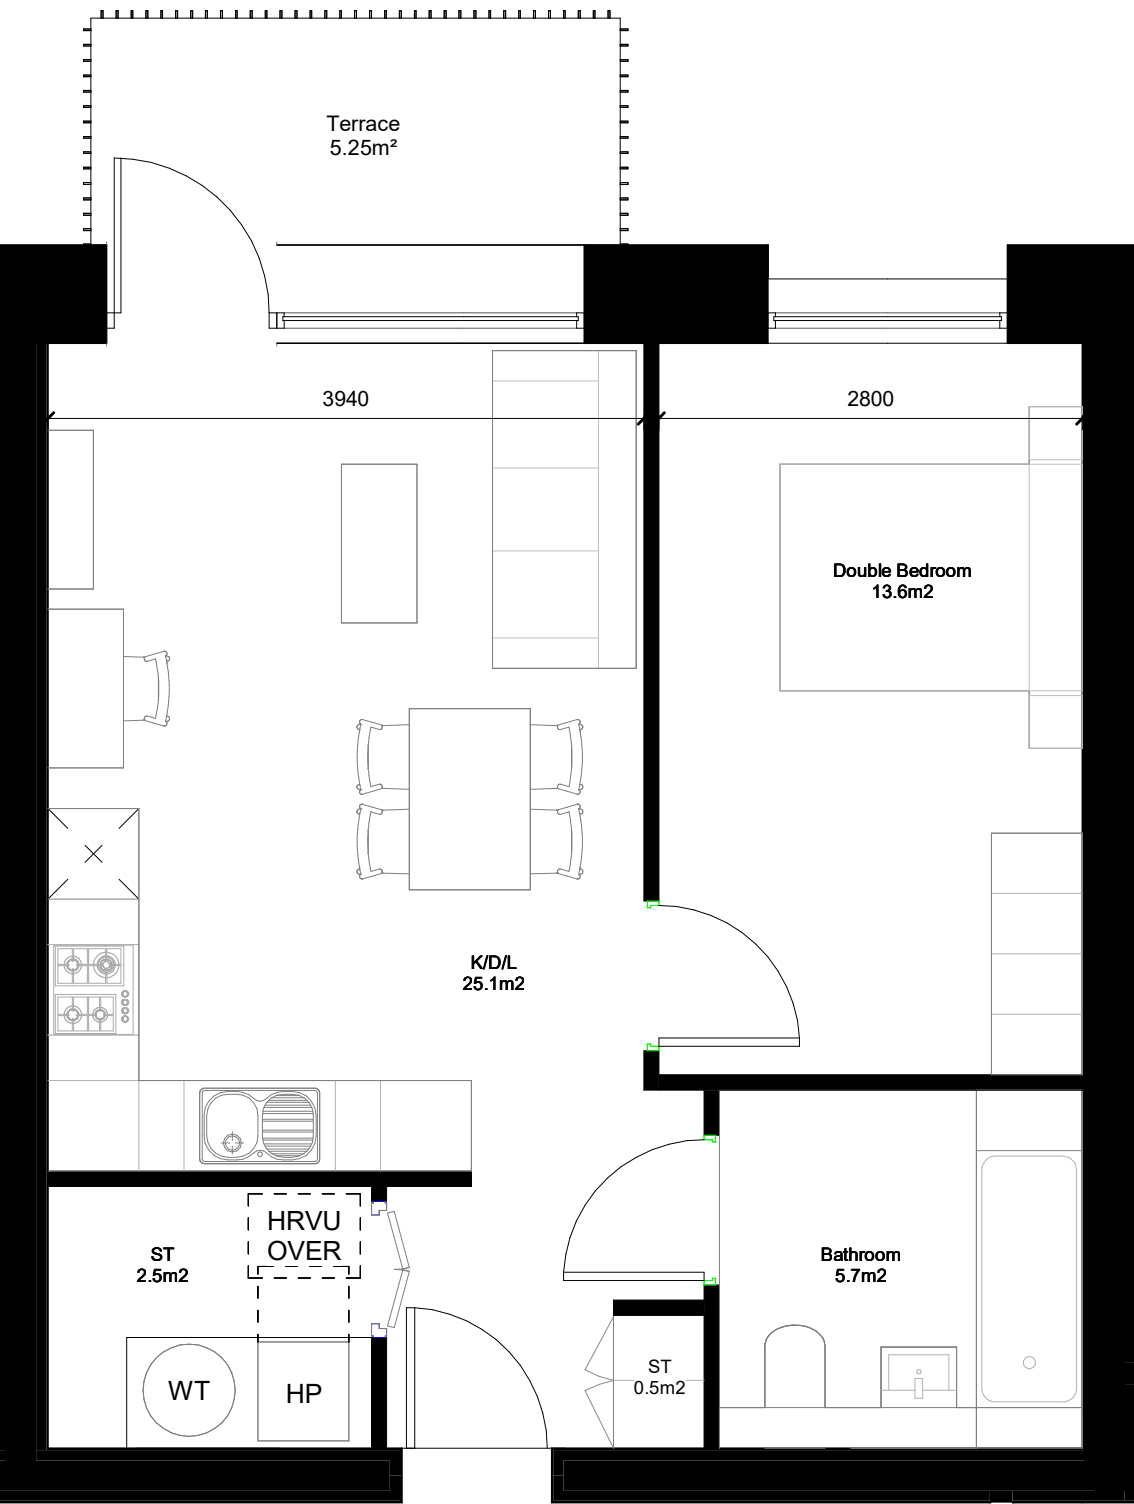 Terrace
5.25m²
3940
2800
Double Bedroom
13.6m2
K/D/L
25.1m2
HRVU
OVER
ST
2.5m2
Bathroom
5.7m2
ST
0.5m2
WT
HP